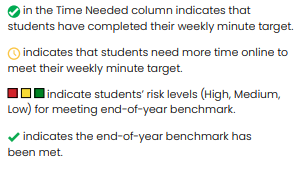 in the Time Needed column indicates that
students have completed their weekly minute target.
indicates that students need more time online to
meet their weekly minute target.
indicate students' risk levels (High, Medium,
Low) for meeting end-of-year benchmark.
indicates the end-of-year benchmark has
been met.